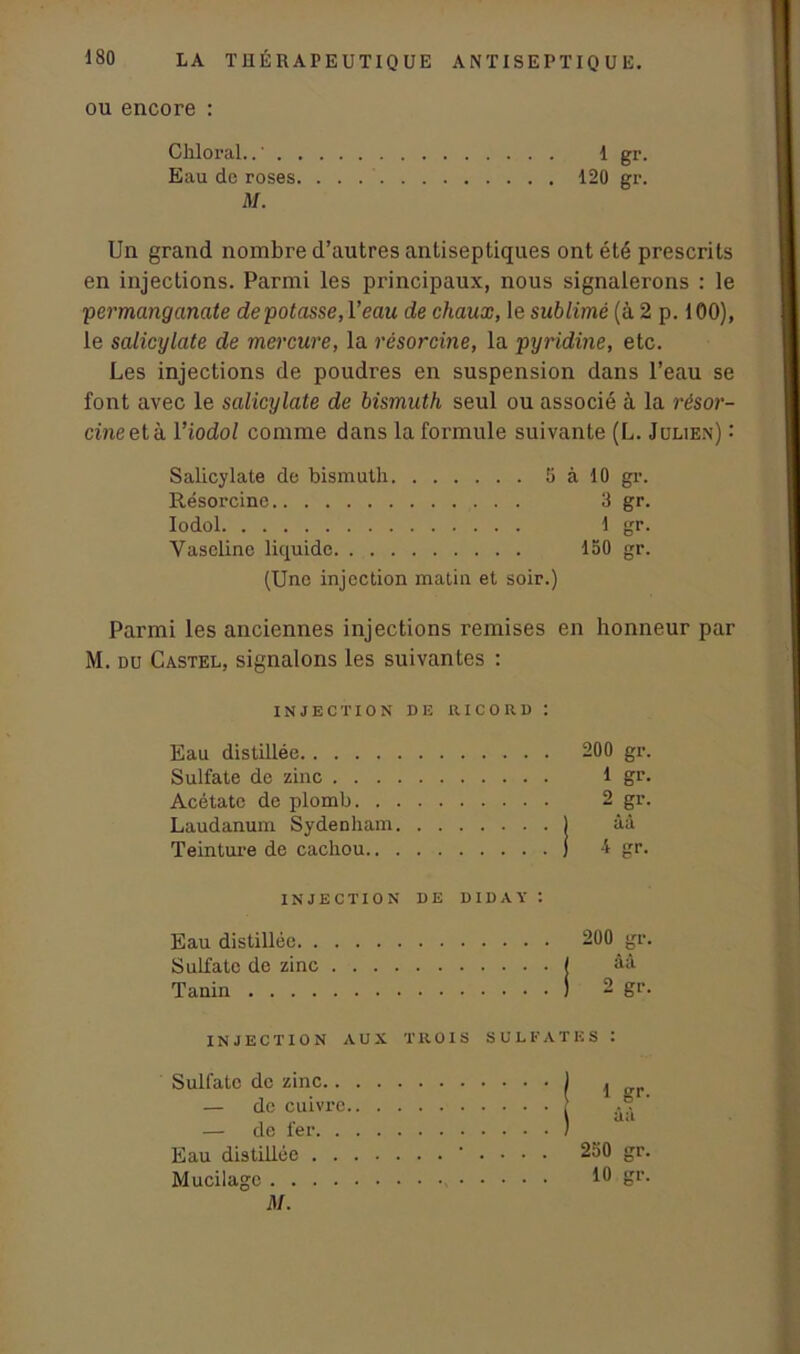 180 LA THÉRAPEUTIQUE ANTISEPTIQUE.
ou encore :
Chloral. . . . . . . . . . . . . . . . . 1 gr.
Eau de roses. . . . . . . . . . . . . . 120 gr.
M.
Un grand nombre d’autres antiseptiques ont été prescrits
en injections. Parmi les principaux, nous signalerons : le
permanganate de potasse, l’eau de chaux, le sublimé (à 2 p. 100),
le salicylate de mercure, la résorcine, la pyridine, etc.
Les injections de poudres en suspension dans l’eau se
font avec le salicylate de bismuth seul ou associé à la résor-
cine et à l’iodol comme dans la formule suivante (L. Julien) :
Salicylate de bismuth. . . . . . . 5 à 10 gr.
Résorcine. . . . . . . . . . . . . 3 gr.
Iodol. . . . . . . . . . . . . . . 1 gr.
Vaseline liquide. . . . . . . . . . 150 gr.
(Une injection matin et soir.)
Parmi les anciennes injections remises en honneur par
M. du Castel, signalons les suivantes :
INJECTION DE RICORD :
Eau distillée. . . . . . . . . . . . . 200 gr.
Sulfate de zinc . . . . . . . . . . . 1 gr.
Acétate de plomb. . . . . . . . . . 2 gr.
Laudanum Sydenham. . . . . . . . ) âà
Teinture de cachou. . . . . . . . . . ) 4 gr.
INJECTION DE DIDAY :
Eau distillée. . . . . . . . . . . . . 200 gr.
Sulfate de zinc . . . . . . . . . . . ( âà
Tanin . . . . . . . . . . . . . . . ) 2 gr.
INJECTION AUX TROIS SULFATES :
Sulfate de zinc. . . . . . . . . . . . ) 1 gr.
— de cuivre. . . . . . . . . . . } âà
— de fer. . . . . . . . . . . . )
Eau distillée . . . . . . . . . . . . 250 gr.
Mucilage . . . . . . . . . . . . . . 10 gr.
M.